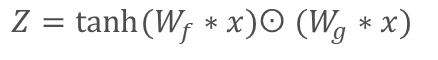 Z = tanh(W_f * x)⊙ (W_g * x)